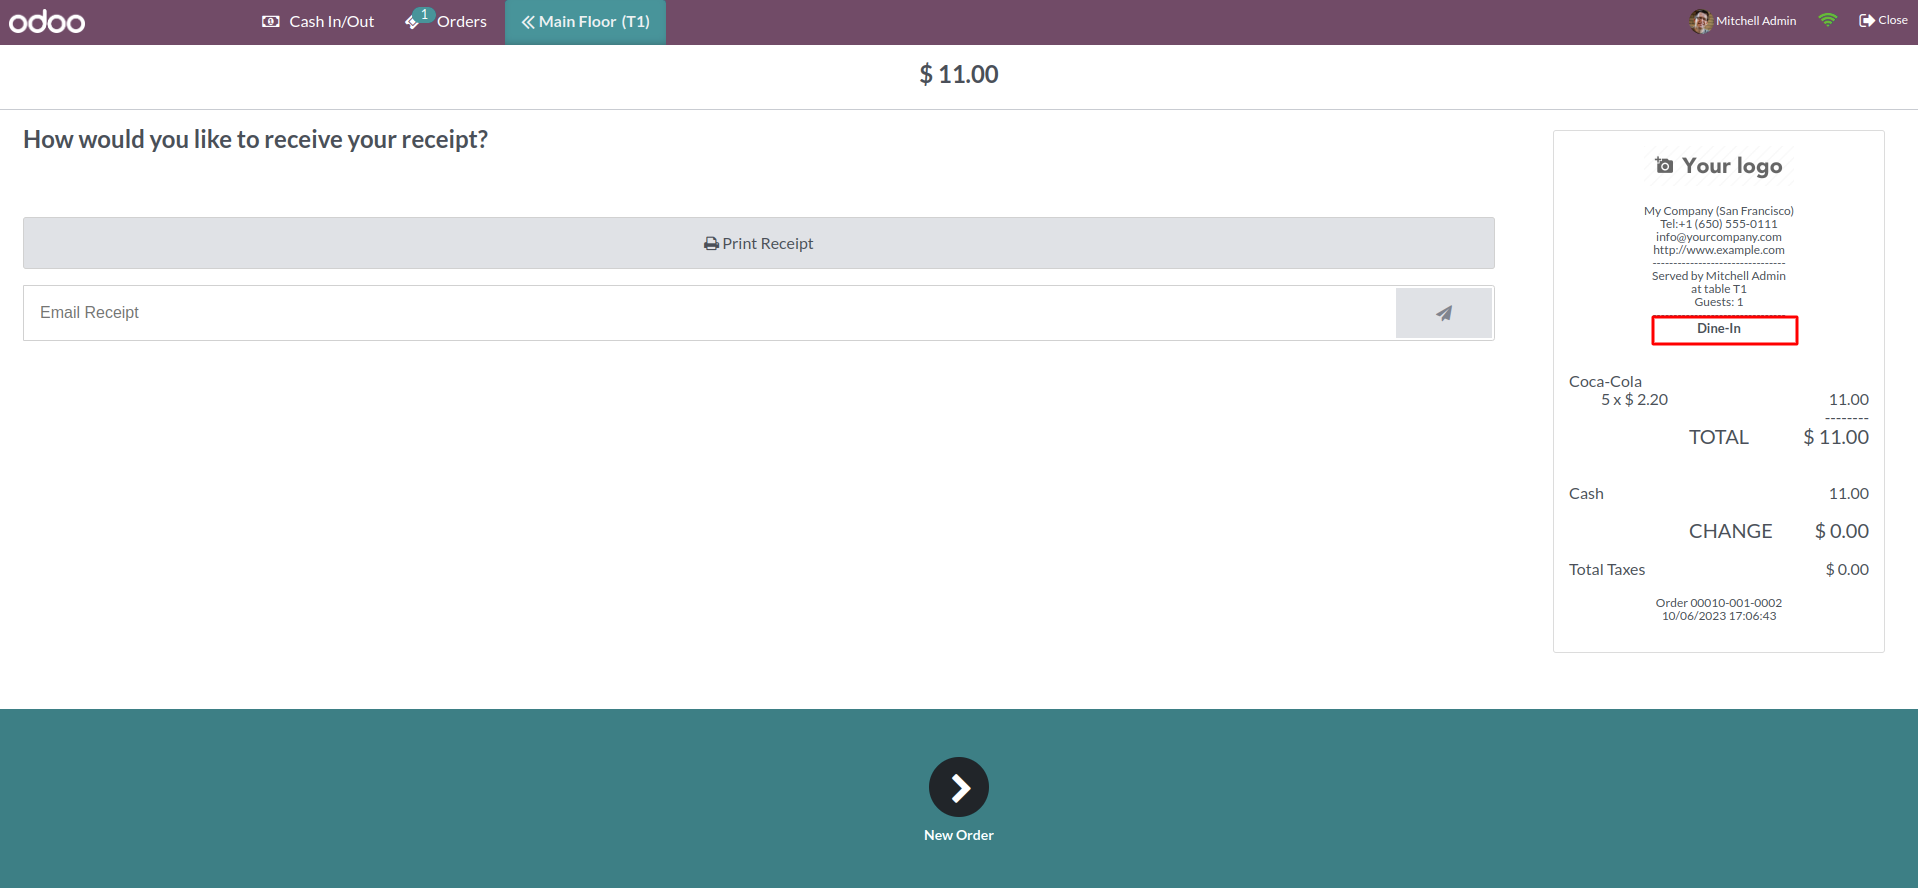 odoo
Cash In/Out
1
Orders
Main Floor (T1)
Mitchell Admin
Close
$ 11.00
How would you like to receive your receipt?
Print Receipt
Email Receipt
Your logo
My Company (San Francisco)
Tel:+1 (650) 555-0111
info@yourcompany.com
http://www.example.com
--------------------------------
Served by Mitchell Admin
at table T1
Guests: 1
--------------------------------
Dine-In
Coca-Cola
5 x $ 2.20 11.00
--------
TOTAL $ 11.00
Cash 11.00
CHANGE $ 0.00
Total Taxes $ 0.00
Order 00010-001-0002
10/06/2023 17:06:43
New Order